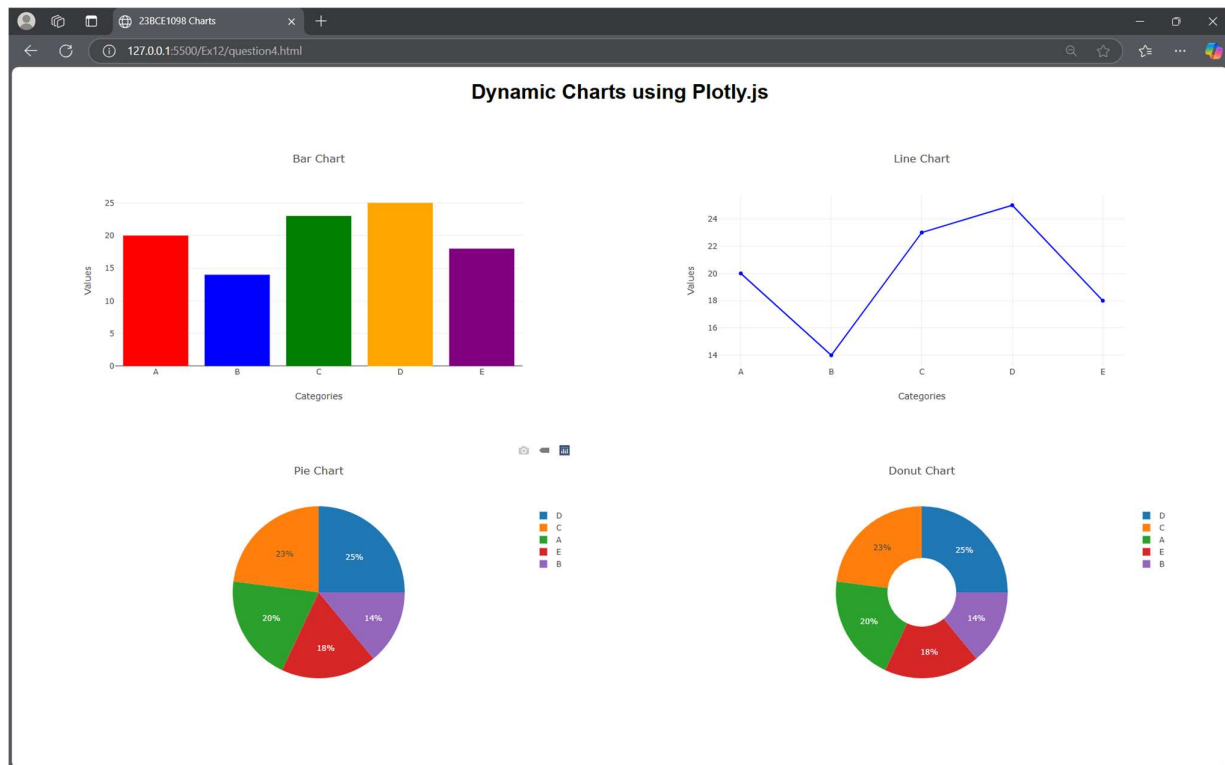 23BCE1098 Charts
127.0.0.1:5500/Ex12/question4.html
Dynamic Charts using Plotly.js
Bar Chart
25
20
15
10
5
0
Values
A B C D E
Categories
Line Chart
24
22
20
18
16
14
Values
A B C D E
Categories
Pie Chart
23%
25%
20%
14%
18%
D
C
A
E
B
Donut Chart
23%
25%
20%
14%
18%
D
C
A
E
B